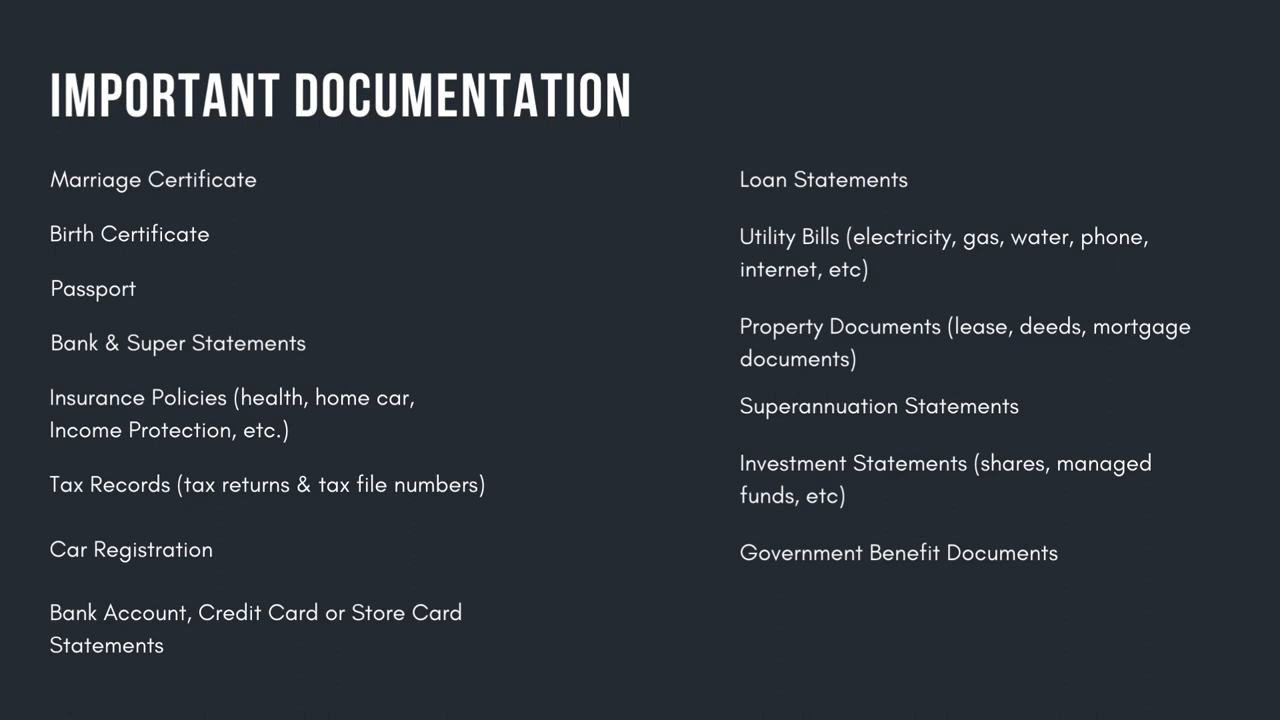 IMPORTANT DOCUMENTATION
Marriage Certificate
Birth Certificate
Passport
Bank & Super Statements
Insurance Policies (health, home car,
Income Protection, etc.)
Tax Records (tax returns & tax file numbers)
Car Registration
Bank Account, Credit Card or Store Card
Statements
Loan Statements
Utility Bills (electricity, gas, water, phone,
internet, etc)
Property Documents (lease, deeds, mortgage
documents)
Superannuation Statements
Investment Statements (shares, managed
funds, etc)
Government Benefit Documents